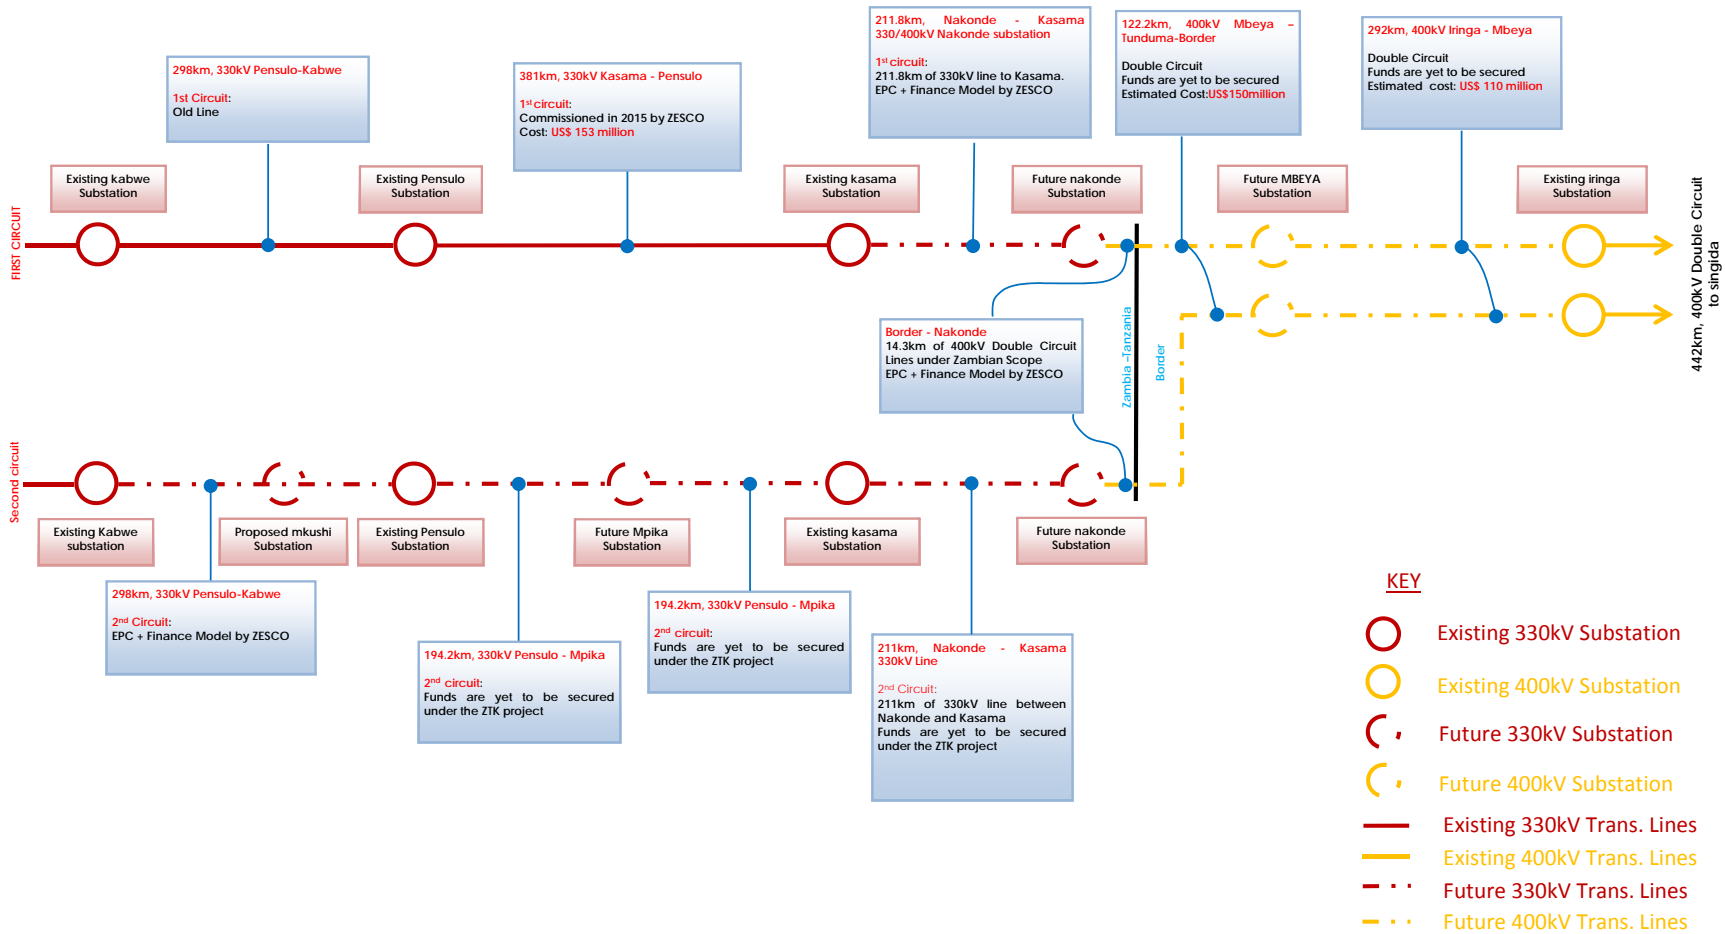 298km, 330kV Pensulo-Kabwe
1st Circuit:
Old Line
381km, 330kV Kasama - Pensulo
1st circuit:
Commissioned in 2015 by ZESCO
Cost: US$ 153 million
211.8km, Nakonde - Kasama
330/400kV Nakonde substation
1st circuit:
211.8km of 330kV line to Kasama.
EPC + Finance Model by ZESCO
122.2km, 400kV Mbeya –
Tunduma-Border
Double Circuit
Funds are yet to be secured
Estimated Cost:US$150million
292km, 400kV Iringa - Mbeya
Double Circuit
Funds are yet to be secured
Estimated cost: US$ 110 million
Existing kabwe
Substation
Existing Pensulo
Substation
Existing kasama
Substation
Future nakonde
Substation
Future MBEYA
Substation
Existing iringa
Substation
FIRST CIRCUIT
442km, 400kV Double Circuit
to singida
Border - Nakonde
14.3km of 400kV Double Circuit
Lines under Zambian Scope
EPC + Finance Model by ZESCO
Zambia –Tanzania
Border
Second circuit
Existing Kabwe
substation
Proposed mkushi
Substation
Existing Pensulo
Substation
Future Mpika
Substation
Existing kasama
Substation
Future nakonde
Substation
298km, 330kV Pensulo-Kabwe
2nd Circuit:
EPC + Finance Model by ZESCO
194.2km, 330kV Pensulo - Mpika
2nd circuit:
Funds are yet to be secured
under the ZTK project
194.2km, 330kV Pensulo - Mpika
2nd circuit:
Funds are yet to be secured
under the ZTK project
211km, Nakonde - Kasama
330kV Line
2nd Circuit:
211km of 330kV line between
Nakonde and Kasama
Funds are yet to be secured
under the ZTK project
KEY
Existing 330kV Substation
Existing 400kV Substation
Future 330kV Substation
Future 400kV Substation
Existing 330kV Trans. Lines
Existing 400kV Trans. Lines
Future 330kV Trans. Lines
Future 400kV Trans. Lines